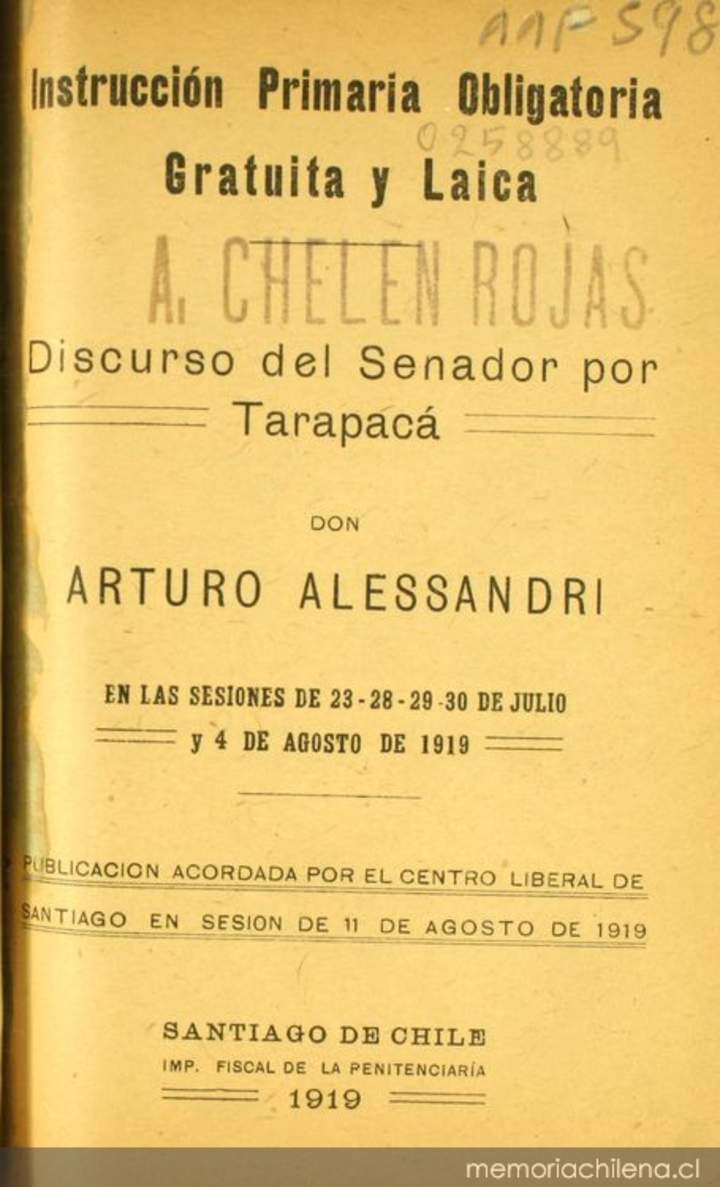 11F-598
Instrucción Primaria Obligatoria
0258889
Gratuita y Laica
A. CHELEN ROJAS
Discurso del Senador por
Tarapacá
DON
ARTURO ALESSANDRI
EN LAS SESIONES DE 23-28-29-30 DE JULIO
y 4 DE AGOSTO DE 1919
PUBLICACION ACORDADA POR EL CENTRO LIBERAL DE
SANTIAGO EN SESION DE 11 DE AGOSTO DE 1919
SANTIAGO DE CHILE
IMP. FISCAL DE LA PENITENCIARÍA
1919
memoriachilena.cl